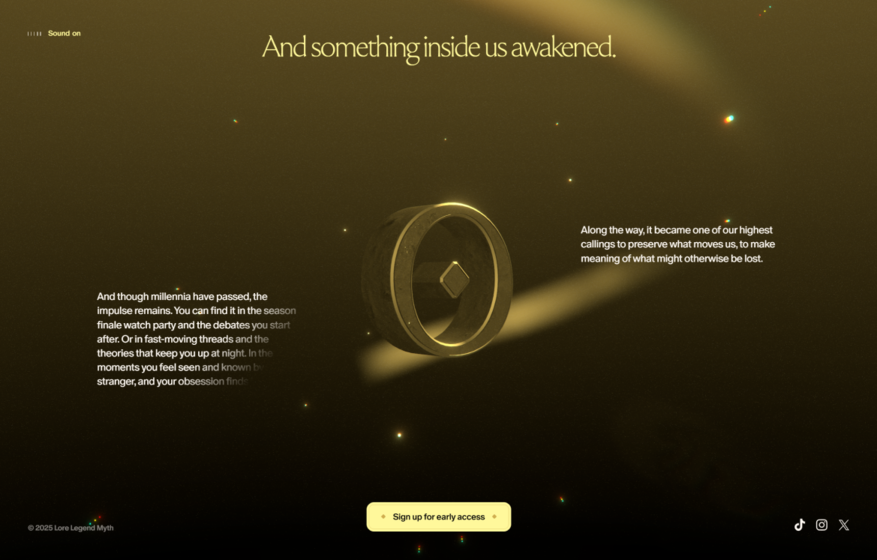 Sound on
And something inside us awakened.
Along the way, it became one of our highest
callings to preserve what moves us, to make
meaning of what might otherwise be lost.
And though millennia have passed, the
impulse remains. You can find it in the season
finale watch party and the debates you start
after. Or in fast-moving threads and the
theories that keep you up at night. In the
moments you feel seen and known by
stranger, and your obsession finds
Sign up for early access
© 2025 Lore Legend Myth